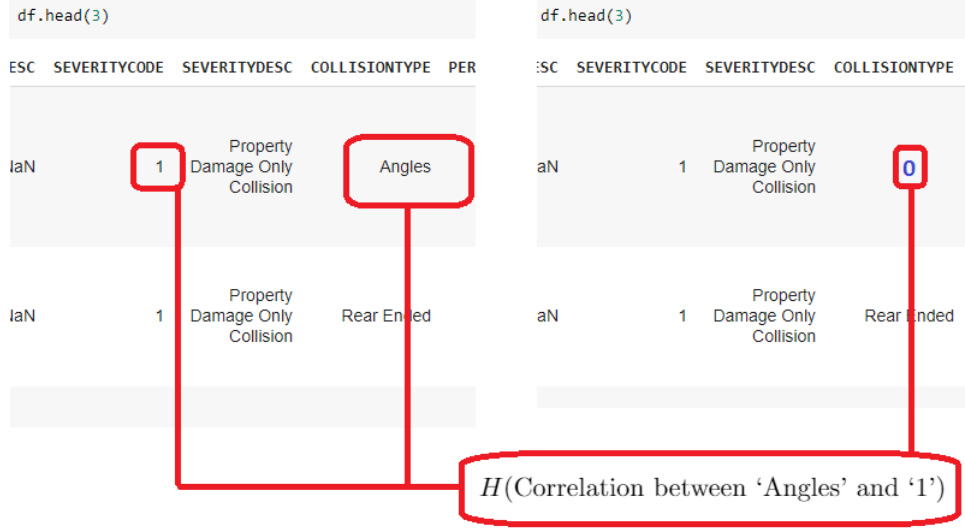 df.head(3)
ESC SEVERITYCODE SEVERITYDESC COLLISIONTYPE PER
NaN 1 Property Damage Only Collision Angles
NaN 1 Property Damage Only Collision Rear Ended
df.head(3)
ESC SEVERITYCODE SEVERITYDESC COLLISIONTYPE
aN 1 Property Damage Only Collision 0
aN 1 Property Damage Only Collision Rear Ended
H(Correlation between ‘Angles’ and ‘1’)